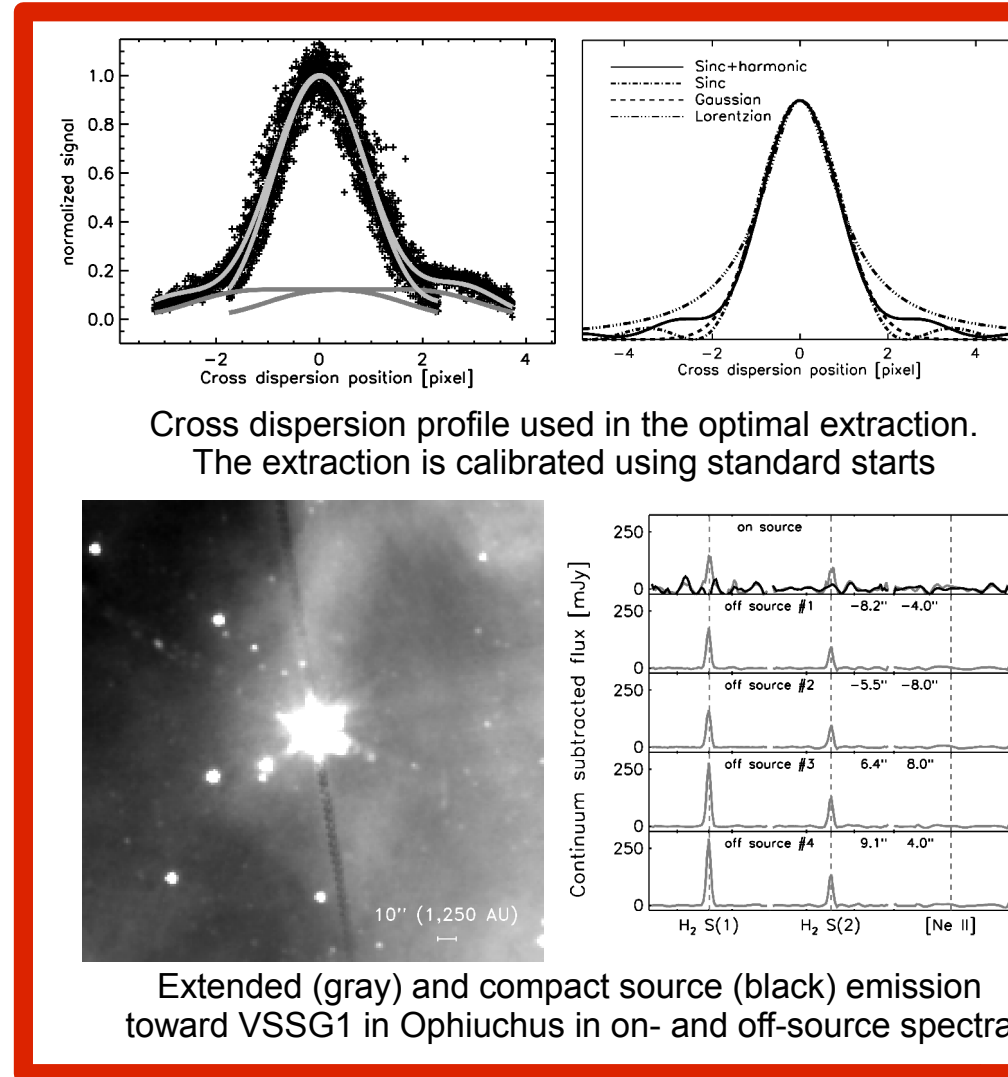 1.0
0.8
0.6
0.4
0.2
0.0
normalized signal
−2 0 2 4
Cross dispersion position [pixel]
Sinc+harmonic
Sinc
Gaussian
Lorentzian
−4 −2 0 2 4
Cross dispersion position [pixel]
Cross dispersion profile used in the optimal extraction.
The extraction is calibrated using standard starts
10'' (1,250 AU)
Continuum subtracted flux [mJy]
250
on source
0
250
off source #1 −8.2'' −4.0''
0
250
off source #2 −5.5'' −8.0''
0
250
off source #3 6.4'' 8.0''
0
250
off source #4 9.1'' 4.0''
0
H₂ S(1) H₂ S(2) [Ne II]
Extended (gray) and compact source (black) emission
toward VSSG1 in Ophiuchus in on- and off-source spectra